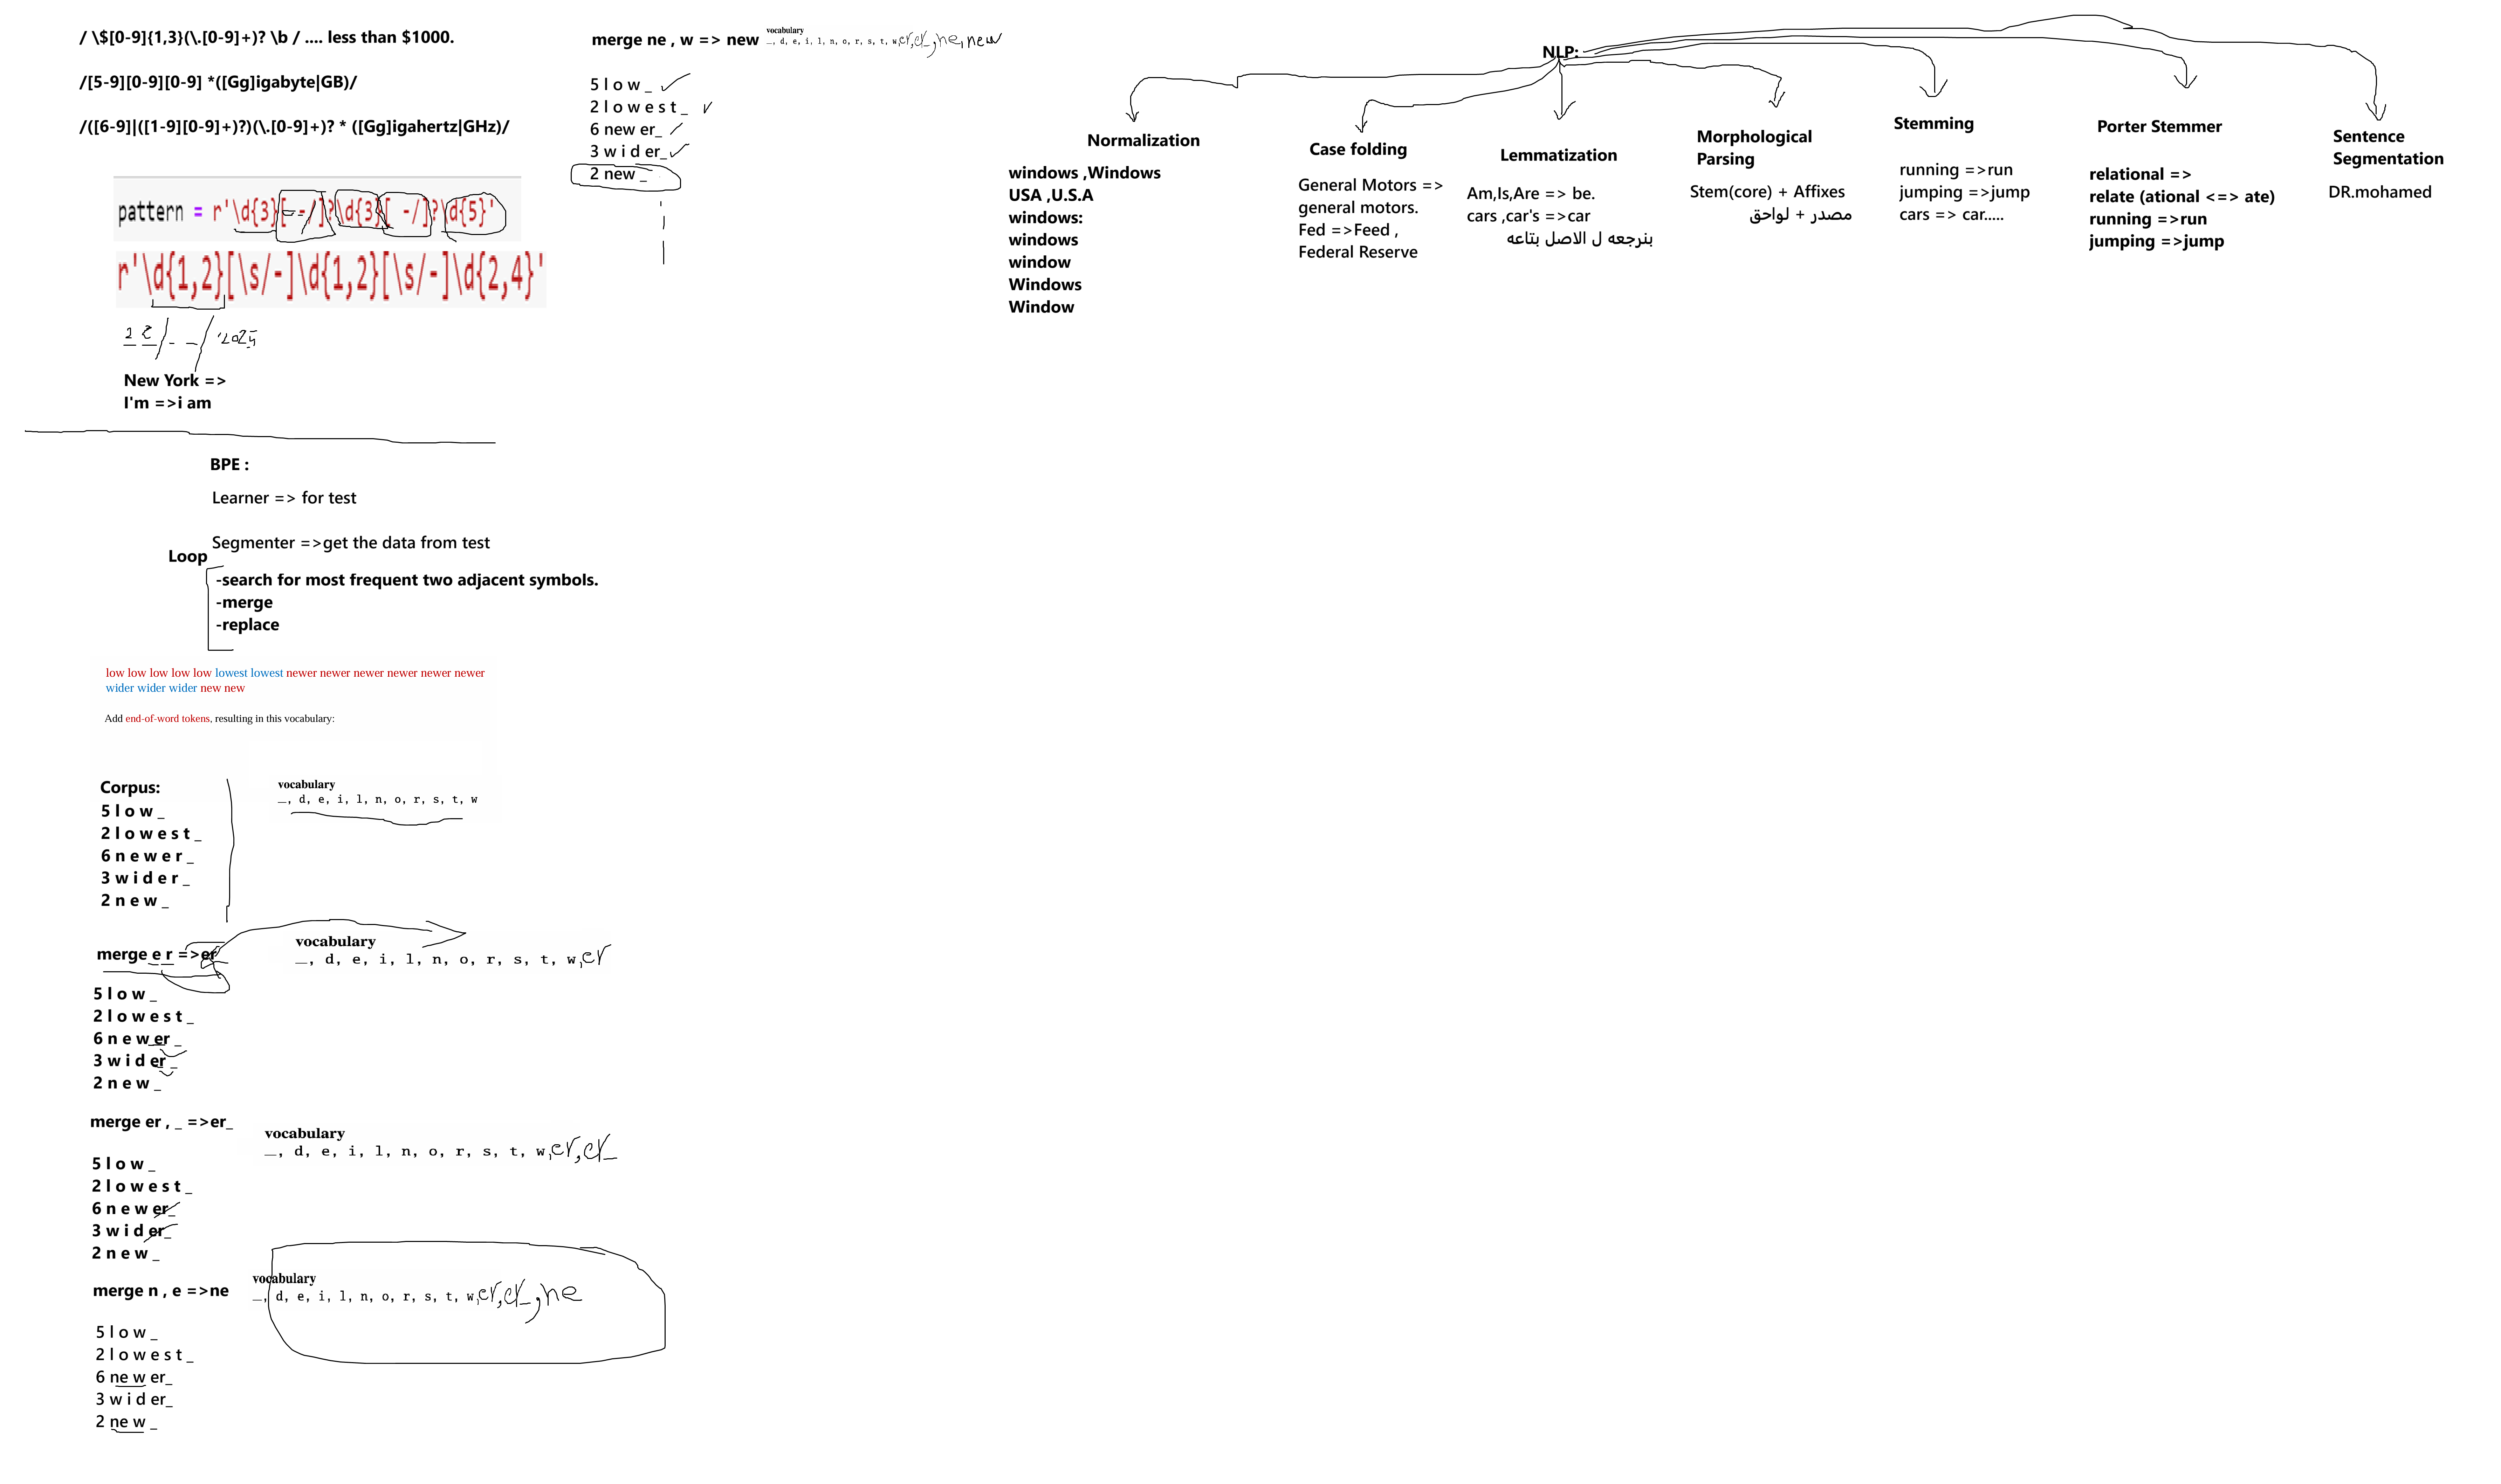 / \$[0-9]{1,3}(\.[0-9]+)? \b / .... less than $1000.
/[5-9][0-9][0-9] *([Gg]igabyte|GB)/
/([6-9]|([1-9][0-9]+)?)(\.[0-9]+)? * ([Gg]igahertz|GHz)/
pattern = r'\d{3}[ -/]?\d{3}[ -/]?\d{5}'
r'\d{1,2}[\s/-]\d{1,2}[\s/-]\d{2,4}'
2 2 / - - / 2025
New York =>
I'm =>i am
BPE :
Learner => for test
Segmenter =>get the data from test
Loop
-search for most frequent two adjacent symbols.
-merge
-replace
low low low low low lowest lowest newer newer newer newer newer newer
wider wider wider new new
Add end-of-word tokens, resulting in this vocabulary:
Corpus:
5 l o w _
2 l o w e s t _
6 n e w e r _
3 w i d e r _
2 n e w _
vocabulary
_, d, e, i, l, n, o, r, s, t, w
merge e r =>er
vocabulary
_, d, e, i, l, n, o, r, s, t, w,er
5 l o w _
2 l o w e s t _
6 n e w er _
3 w i d er _
2 n e w _
merge er , _ =>er_
vocabulary
_, d, e, i, l, n, o, r, s, t, w,er,er_
5 l o w _
2 l o w e s t _
6 n e w er_
3 w i d er_
2 n e w _
merge n , e =>ne
vocabulary
_, d, e, i, l, n, o, r, s, t, w,er,er_,ne
5 l o w _
2 l o w e s t _
6 ne w er_
3 w i d er_
2 ne w _
merge ne , w => new
vocabulary
_, d, e, i, l, n, o, r, s, t, w,er,er_,ne,new
5 l o w _
2 l o w e s t _
6 new er_
3 w i d er_
2 new _
NLP:
Normalization
windows ,Windows
USA ,U.S.A
windows:
windows
window
Windows
Window
Case folding
General Motors =>
general motors.
Fed =>Feed ,
Federal Reserve
Lemmatization
Am,Is,Are => be.
cars ,car's =>car
بنرجعه ل الاصل بتاعه
Morphological
Parsing
Stem(core) + Affixes
مصدر + لواحق
Stemming
running =>run
jumping =>jump
cars => car.....
Porter Stemmer
relational =>
relate (ational <=> ate)
running =>run
jumping =>jump
Sentence
Segmentation
DR.mohamed